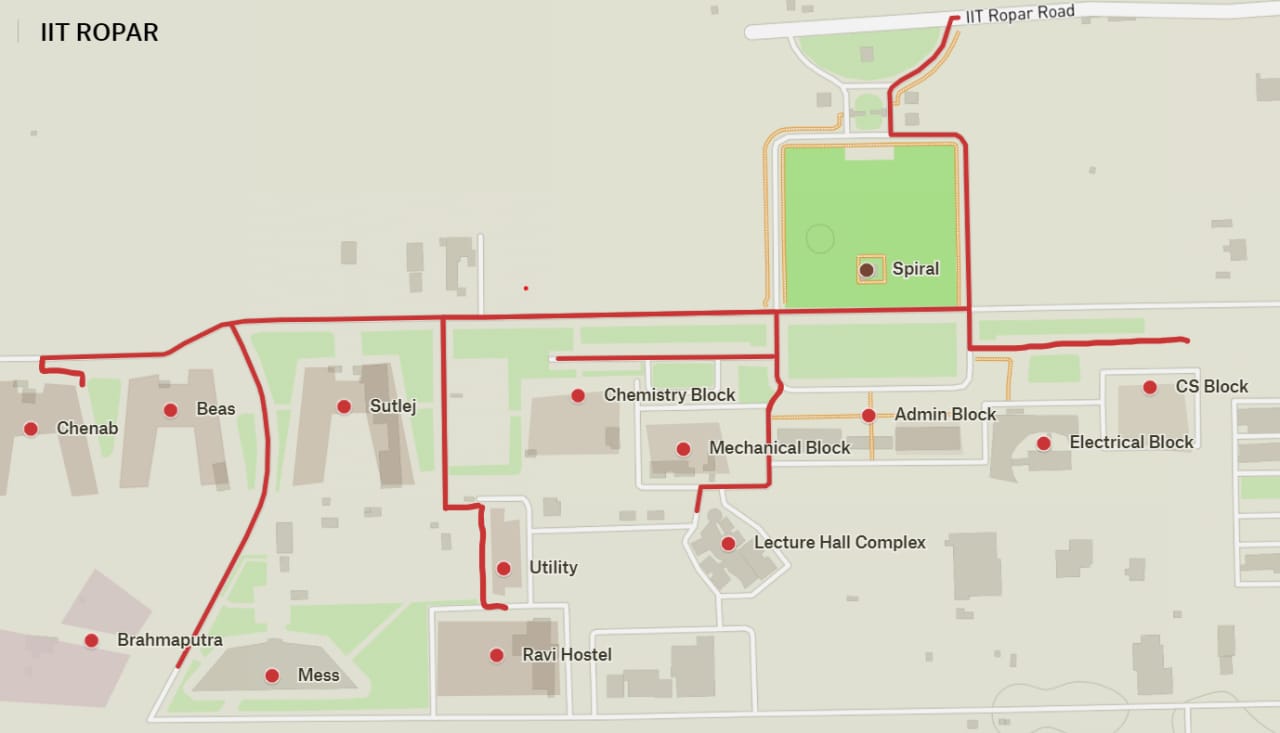 IIT ROPAR
IIT Ropar Road
Spiral
CS Block
Chemistry Block
Sutlej
Beas
Admin Block
Chenab
Electrical Block
Mechanical Block
Lecture Hall Complex
Utility
Brahmaputra
Ravi Hostel
Mess